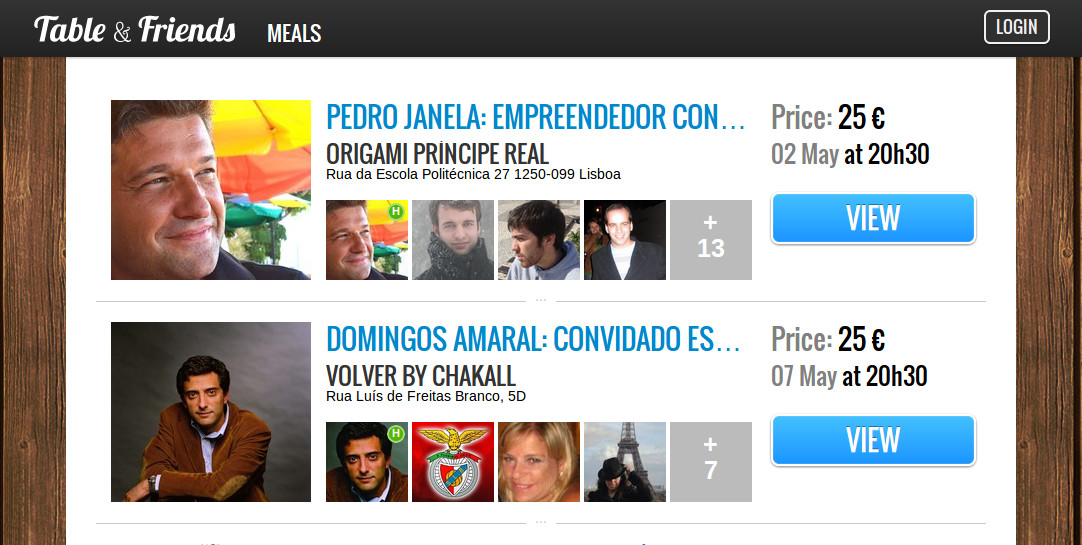 Table & Friends MEALS LOGIN
PEDRO JANELA: EMPREENDEDOR CON...
Price: 25 €
ORIGAMI PRÍNCIPE REAL
02 May at 20h30
Rua da Escola Politécnica 27 1250-099 Lisboa
VIEW
H
+
13
...
DOMINGOS AMARAL: CONVIDADO ES...
Price: 25 €
VOLVER BY CHAKALL
07 May at 20h30
Rua Luís de Freitas Branco, 5D
VIEW
H
+
7
...